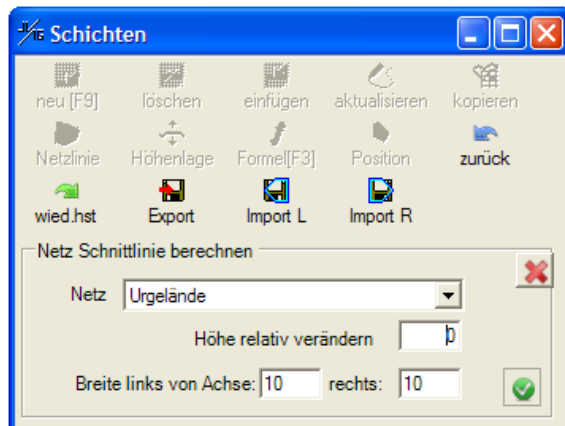 Schichten
neu [F9] löschen einfügen aktualisieren kopieren
Netzlinie Höhenlage Formel[F3] Position zurück
wied.hst Export Import L Import R
Netz Schnittlinie berechnen
Netz Urgelände
Höhe relativ verändern 0
Breite links von Achse: 10 rechts: 10